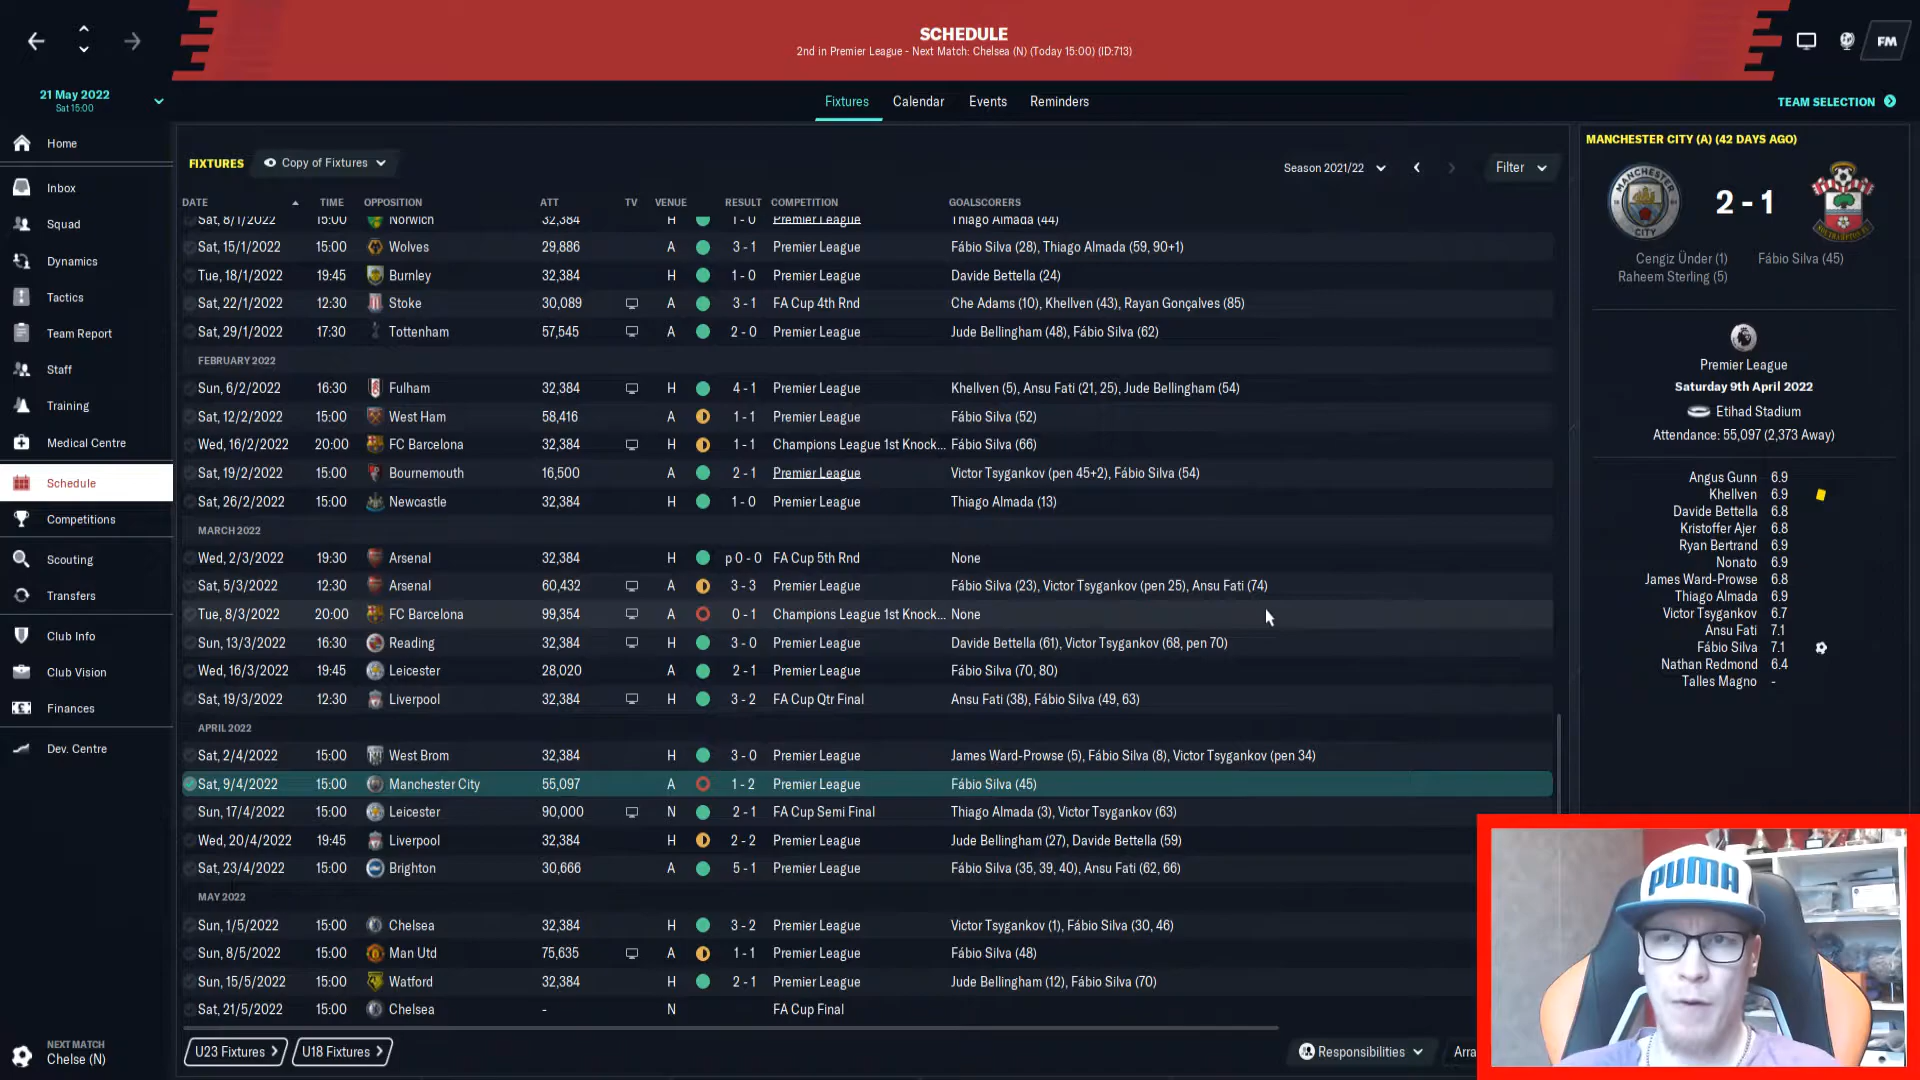 SCHEDULE
2nd in Premier League - Next Match: Chelsea (N) (Today 15:00) (ID:713)
FM
21 May 2022
Sat 15:00
Fixtures Calendar Events Reminders
TEAM SELECTION
Home
Inbox
Squad
Dynamics
Tactics
Team Report
Staff
Training
Medical Centre
Schedule
Competitions
Scouting
Transfers
Club Info
Club Vision
Finances
Dev. Centre
NEXT MATCH
Chelse (N)
FIXTURES Copy of Fixtures Season 2021/22 Filter
DATE TIME OPPOSITION ATT TV VENUE RESULT COMPETITION GOALSCORERS
Sat, 8/1/2022 15:00 Norwich 32,384 H 1 - 0 Premier League Thiago Almada (44)
Sat, 15/1/2022 15:00 Wolves 29,886 A 3 - 1 Premier League Fábio Silva (28), Thiago Almada (59, 90+1)
Tue, 18/1/2022 19:45 Burnley 32,384 H 1 - 0 Premier League Davide Bettella (24)
Sat, 22/1/2022 12:30 Stoke 30,089 A 3 - 1 FA Cup 4th Rnd Che Adams (10), Khellven (43), Rayan Gonçalves (85)
Sat, 29/1/2022 17:30 Tottenham 57,545 A 2 - 0 Premier League Jude Bellingham (48), Fábio Silva (62)
FEBRUARY 2022
Sun, 6/2/2022 16:30 Fulham 32,384 H 4 - 1 Premier League Khellven (5), Ansu Fati (21, 25), Jude Bellingham (54)
Sat, 12/2/2022 15:00 West Ham 58,416 A 1 - 1 Premier League Fábio Silva (52)
Wed, 16/2/2022 20:00 FC Barcelona 32,384 H 1 - 1 Champions League 1st Knock... Fábio Silva (66)
Sat, 19/2/2022 15:00 Bournemouth 16,500 A 2 - 1 Premier League Victor Tsygankov (pen 45+2), Fábio Silva (54)
Sat, 26/2/2022 15:00 Newcastle 32,384 H 1 - 0 Premier League Thiago Almada (13)
MARCH 2022
Wed, 2/3/2022 19:30 Arsenal 32,384 H p 0 - 0 FA Cup 5th Rnd None
Sat, 5/3/2022 12:30 Arsenal 60,432 A 3 - 3 Premier League Fábio Silva (23), Victor Tsygankov (pen 25), Ansu Fati (74)
Tue, 8/3/2022 20:00 FC Barcelona 99,354 A 0 - 1 Champions League 1st Knock... None
Sun, 13/3/2022 16:30 Reading 32,384 H 3 - 0 Premier League Davide Bettella (61), Victor Tsygankov (68, pen 70)
Wed, 16/3/2022 19:45 Leicester 28,020 A 2 - 1 Premier League Fábio Silva (70, 80)
Sat, 19/3/2022 12:30 Liverpool 32,384 H 3 - 2 FA Cup Qtr Final Ansu Fati (38), Fábio Silva (49, 63)
APRIL 2022
Sat, 2/4/2022 15:00 West Brom 32,384 H 3 - 0 Premier League James Ward-Prowse (5), Fábio Silva (8), Victor Tsygankov (pen 34)
Sat, 9/4/2022 15:00 Manchester City 55,097 A 1 - 2 Premier League Fábio Silva (45)
Sun, 17/4/2022 15:00 Leicester 90,000 N 2 - 1 FA Cup Semi Final Thiago Almada (3), Victor Tsygankov (63)
Wed, 20/4/2022 19:45 Liverpool 32,384 H 2 - 2 Premier League Jude Bellingham (27), Davide Bettella (59)
Sat, 23/4/2022 15:00 Brighton 30,666 A 5 - 1 Premier League Fábio Silva (35, 39, 40), Ansu Fati (62, 66)
MAY 2022
Sun, 1/5/2022 15:00 Chelsea 32,384 H 3 - 2 Premier League Victor Tsygankov (1), Fábio Silva (30, 46)
Sun, 8/5/2022 15:00 Man Utd 75,635 A 1 - 1 Premier League Fábio Silva (48)
Sun, 15/5/2022 15:00 Watford 32,384 H 2 - 1 Premier League Jude Bellingham (12), Fábio Silva (70)
Sat, 21/5/2022 15:00 Chelsea - N FA Cup Final
U23 Fixtures U18 Fixtures Responsibilities Arra
MANCHESTER CITY (A) (42 DAYS AGO)
2 - 1
Cengiz Ünder (1) Fábio Silva (45)
Raheem Sterling (5)
Premier League
Saturday 9th April 2022
Etihad Stadium
Attendance: 55,097 (2,373 Away)
Angus Gunn 6.9
Khellven 6.9
Davide Bettella 6.8
Kristoffer Ajer 6.8
Ryan Bertrand 6.9
Nonato 6.9
James Ward-Prowse 6.8
Thiago Almada 6.9
Victor Tsygankov 6.7
Ansu Fati 7.1
Fábio Silva 7.1
Nathan Redmond 6.4
Talles Magno -
PUMA